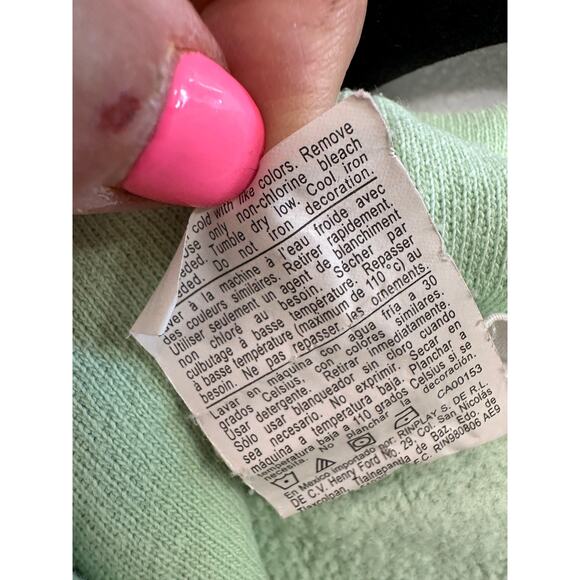 cold with like colors. Remove
Use only non-chlorine bleach
eded. Tumble dry low. Cool iron
ded. Do not iron decoration.
ver à la machine à l'eau froide avec
des couleurs similaires. Retirer rapidement.
Utiliser seulement un agent de blanchiment
non chloré au besoin. Sécher par
culbutage à basse température. Repasser
à basse température (maximum de 110°c) au
besoin. Ne pas repasser les ornements.
Lavar en máquina con agua fría a 30
grados Celsius, con colores similares.
Usar detergente. Retirar inmediatamente.
Sólo usar blanqueador sin cloro cuando
sea necesario. No exprimir. Secar en
máquina a temperatura baja. Planchar
temperatura baja a 110 grados Celsius si se
necesita. No planchar decoración.
CA00153
En Mexico importado por: RINPLAY S. DE R.L.
DE C.V. Henry Ford No. 29, Col. San Nicolás
Tlaxcolpan, Tlalnepantla de Baz, Edo. de
C. RIN980806 AE9